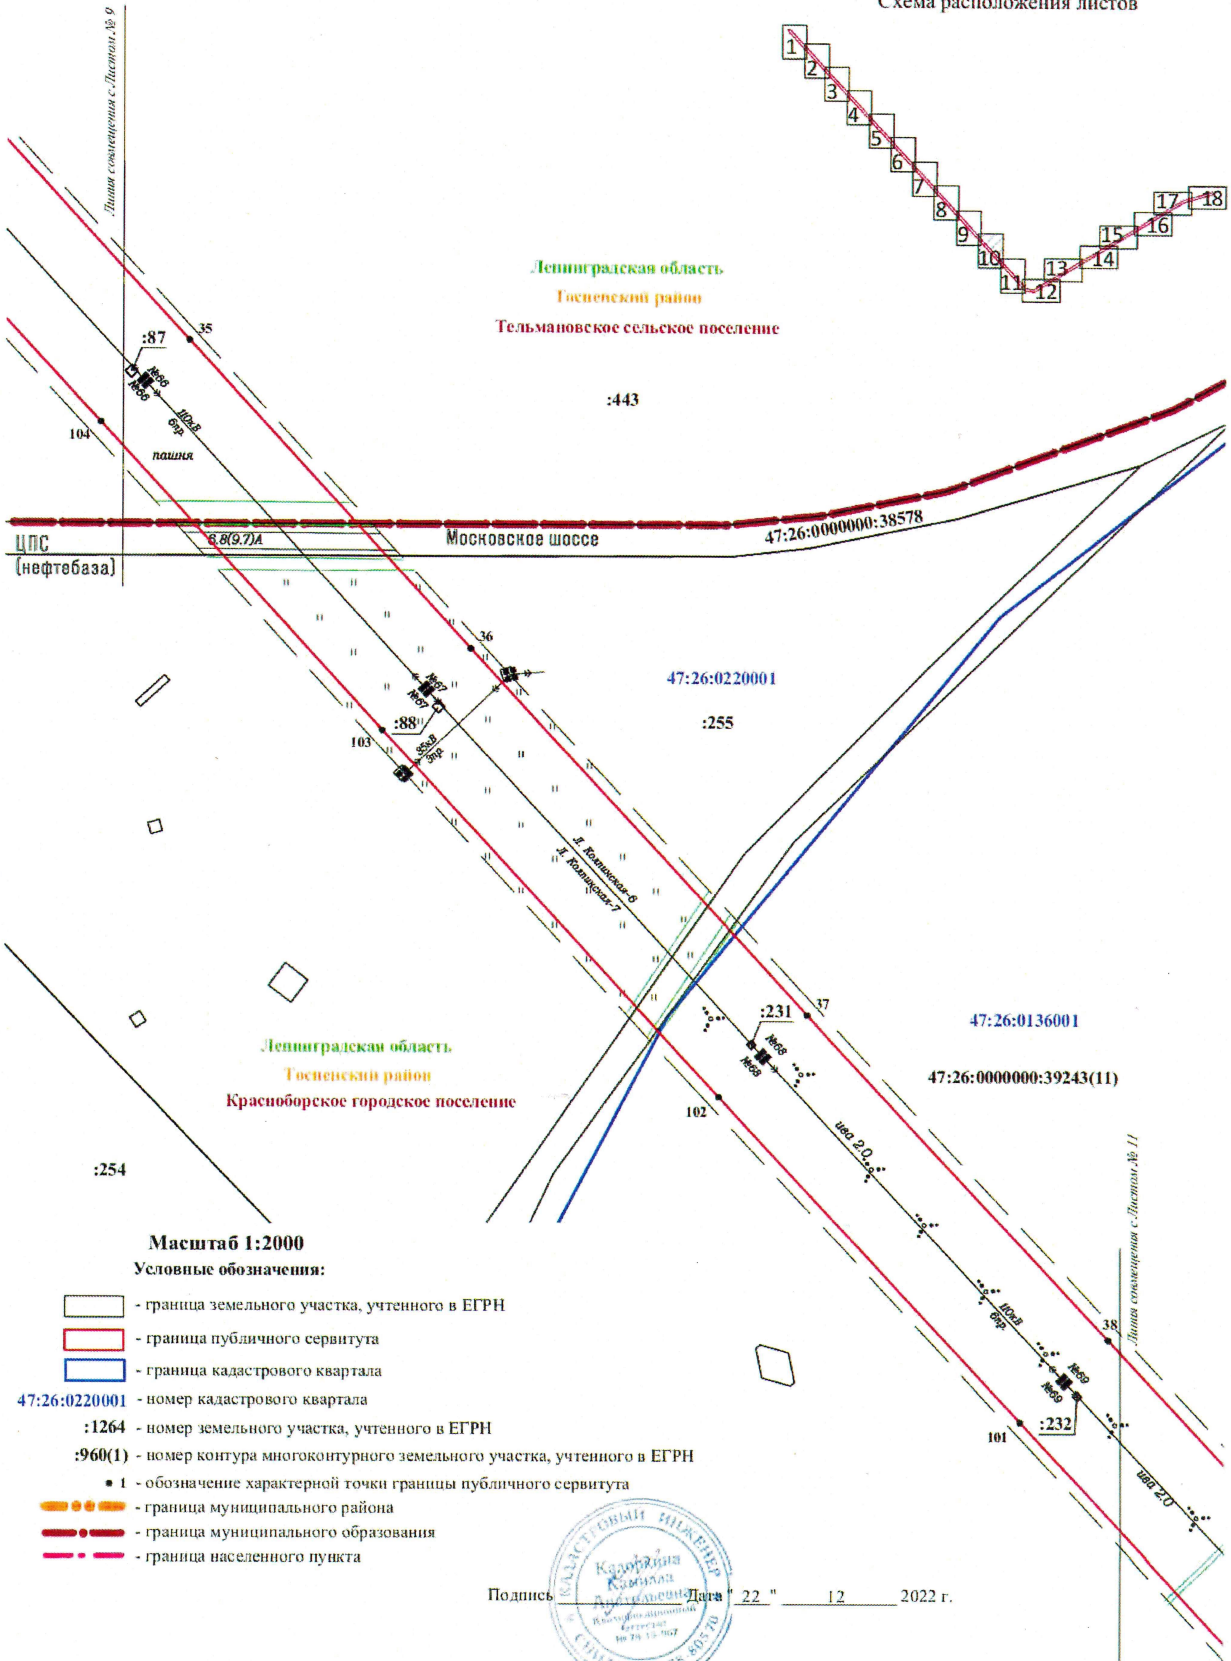 Схема расположения листов
1
2
3
4
5
6
7
8
9
10
11
12
13
14
15
16
17
18
Линия совмещения с Листом № 9
Ленинградская область
Тосненский район
Тельмановское сельское поселение
:443
35
:87
№66
№66
110кВ
6пр.
104
пашня
47:26:0000000:38578
ЦПС
(нефтебаза)
6.8(9.7)А
Московское шоссе
36
47:26:0220001
:255
№67
№67
:88
103
35кВ
3пр.
Л. Колпинская-6
Л. Колпинская-7
37
:231
№68
№68
47:26:0136001
47:26:0000000:39243(11)
Ленинградская область
Тосненский район
Красноборское городское поселение
102
ива 2.0
:254
Линия совмещения с Листом № 11
110кВ
6пр.
38
№69
№69
:232
101
ива 2.0
Масштаб 1:2000
Условные обозначения:
- граница земельного участка, учтенного в ЕГРН
- граница публичного сервитута
- граница кадастрового квартала
47:26:0220001 - номер кадастрового квартала
:1264 - номер земельного участка, учтенного в ЕГРН
:960(1) - номер контура многоконтурного земельного участка, учтенного в ЕГРН
• 1 - обозначение характерной точки границы публичного сервитута
- граница муниципального района
- граница муниципального образования
- граница населенного пункта
КАДАСТРОВЫЙ ИНЖЕНЕР
Камилла
Подпись Дата " 22 " 12 2022 г.